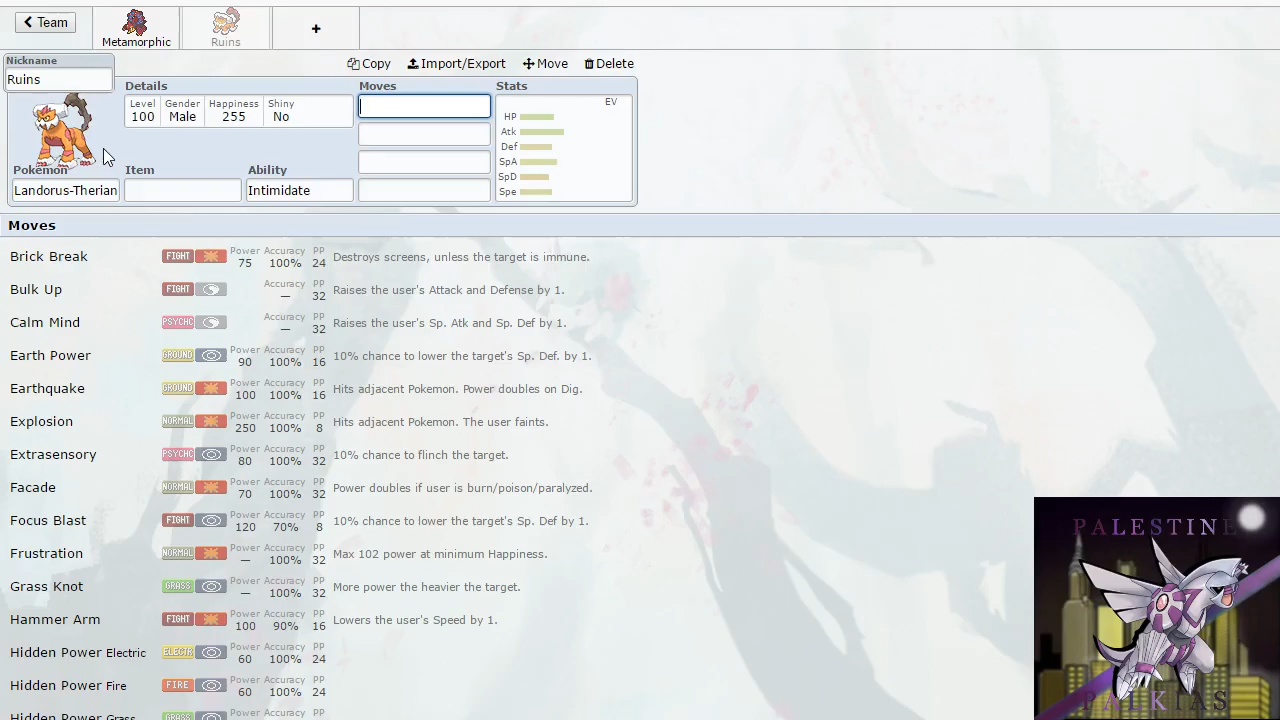 Team
Metamorphic
Ruins
+
Nickname
Ruins
Copy Import/Export Move Delete
Details
Moves
Stats
Level Gender Happiness Shiny
100 Male 255 No
EV
HP
Atk
Def
SpA
SpD
Spe
Pokémon Item Ability
Landorus-Therian Intimidate
Moves
Brick Break FIGHT Power 75 Accuracy 100% PP 24 Destroys screens, unless the target is immune.
Bulk Up FIGHT Accuracy — PP 32 Raises the user's Attack and Defense by 1.
Calm Mind PSYCHC Accuracy — PP 32 Raises the user's Sp. Atk and Sp. Def by 1.
Earth Power GROUND Power 90 Accuracy 100% PP 16 10% chance to lower the target's Sp. Def. by 1.
Earthquake GROUND Power 100 Accuracy 100% PP 16 Hits adjacent Pokemon. Power doubles on Dig.
Explosion NORMAL Power 250 Accuracy 100% PP 8 Hits adjacent Pokemon. The user faints.
Extrasensory PSYCHC Power 80 Accuracy 100% PP 32 10% chance to flinch the target.
Facade NORMAL Power 70 Accuracy 100% PP 32 Power doubles if user is burn/poison/paralyzed.
Focus Blast FIGHT Power 120 Accuracy 70% PP 8 10% chance to lower the target's Sp. Def by 1.
Frustration NORMAL Power — Accuracy 100% PP 32 Max 102 power at minimum Happiness.
Grass Knot GRASS Power — Accuracy 100% PP 32 More power the heavier the target.
Hammer Arm FIGHT Power 100 Accuracy 90% PP 16 Lowers the user's Speed by 1.
Hidden Power Electric ELECTR Power 60 Accuracy 100% PP 24
Hidden Power Fire FIRE Power 60 Accuracy 100% PP 24
Hidden Power Grass GRASS Power Accuracy PP
PALESTINE
PALKIAS